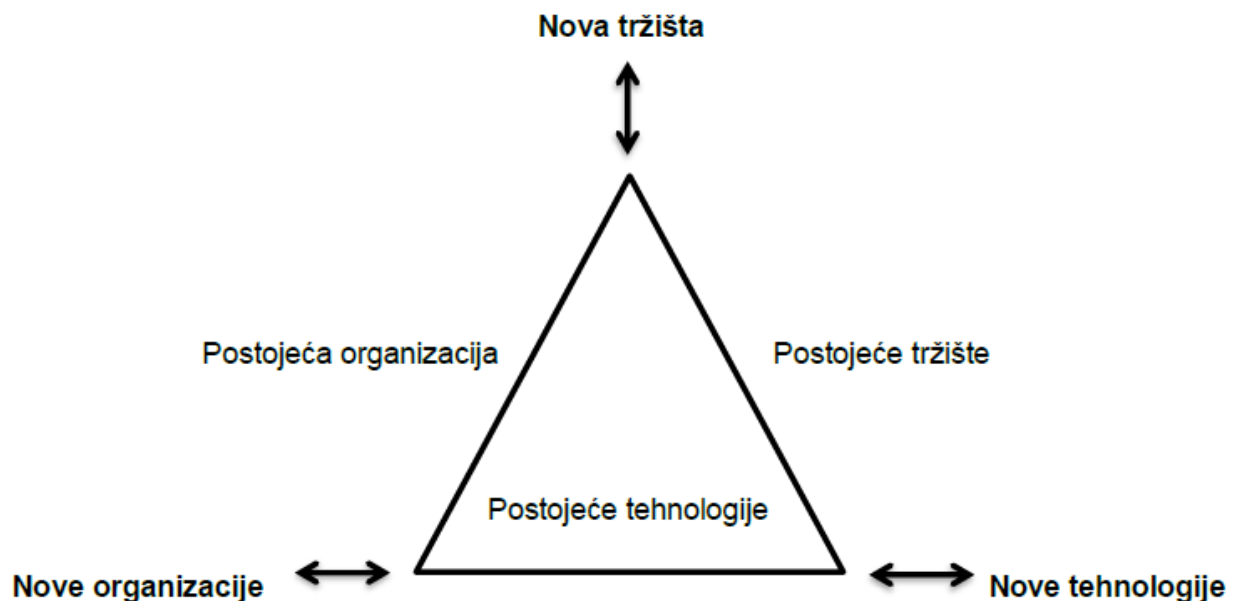 Nova tržišta
Postojeća organizacija
Postojeće tržište
Postojeće tehnologije
Nove organizacije
Nove tehnologije